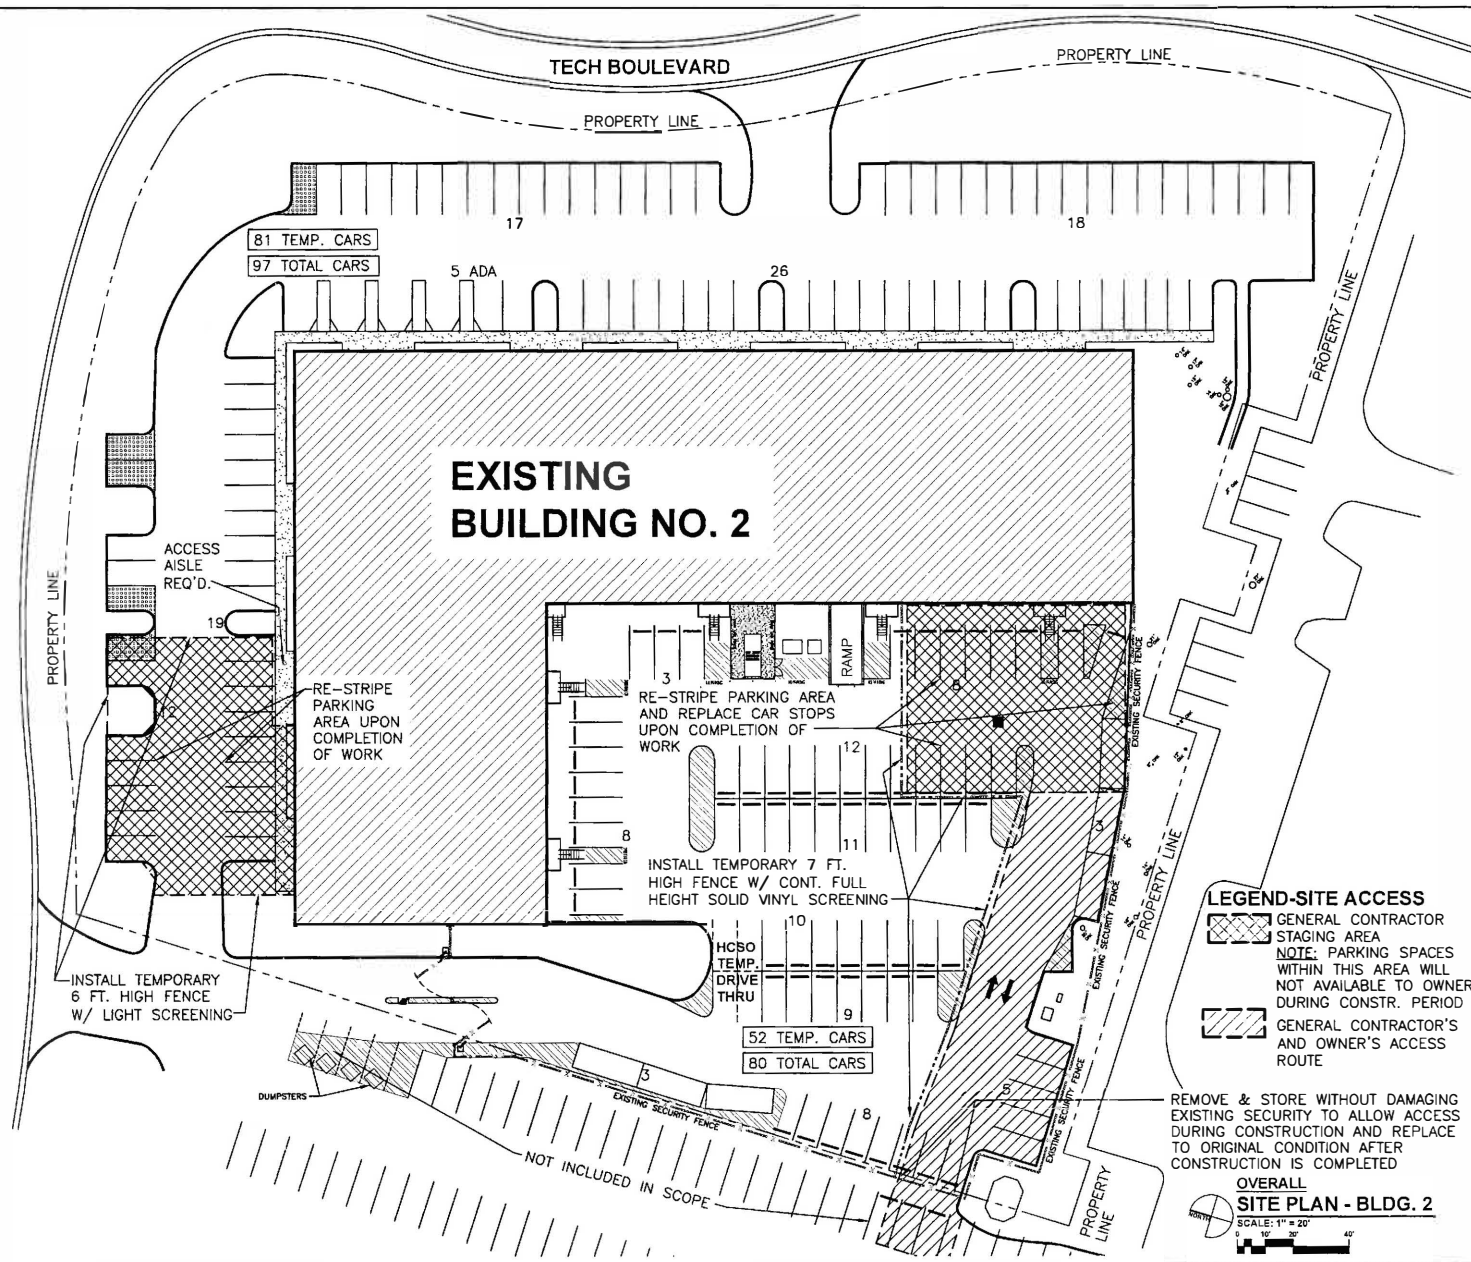 TECH BOULEVARD
PROPERTY LINE
PROPERTY LINE
17
18
81 TEMP. CARS
97 TOTAL CARS
5 ADA
26
PROPERTY LINE
EXISTING
BUILDING NO. 2
ACCESS
AISLE
REQ'D.
PROPERTY LINE
19
12
RE-STRIPE
PARKING
AREA UPON
COMPLETION
OF WORK
RAMP
3
8
RE-STRIPE PARKING AREA
AND REPLACE CAR STOPS
UPON COMPLETION OF
WORK
EXISTING SECURITY FENCE
12
8
11
3
INSTALL TEMPORARY 7 FT.
HIGH FENCE W/ CONT. FULL
HEIGHT SOLID VINYL SCREENING
PROPERTY LINE
EXISTING SECURITY FENCE
10
HCSO
TEMP.
DRIVE
THRU
9
52 TEMP. CARS
80 TOTAL CARS
INSTALL TEMPORARY
6 FT. HIGH FENCE
W/ LIGHT SCREENING
DUMPSTERS
3
EXISTING SECURITY FENCE
8
5
EXISTING SECURITY FENCE
NOT INCLUDED IN SCOPE
PROPERTY
LINE
LEGEND-SITE ACCESS
GENERAL CONTRACTOR
STAGING AREA
NOTE: PARKING SPACES
WITHIN THIS AREA WILL
NOT AVAILABLE TO OWNER
DURING CONSTR. PERIOD
GENERAL CONTRACTOR'S
AND OWNER'S ACCESS
ROUTE
REMOVE & STORE WITHOUT DAMAGING
EXISTING SECURITY TO ALLOW ACCESS
DURING CONSTRUCTION AND REPLACE
TO ORIGINAL CONDITION AFTER
CONSTRUCTION IS COMPLETED
OVERALL
SITE PLAN - BLDG. 2
NORTH
SCALE: 1" = 20'
0 10' 20' 40'